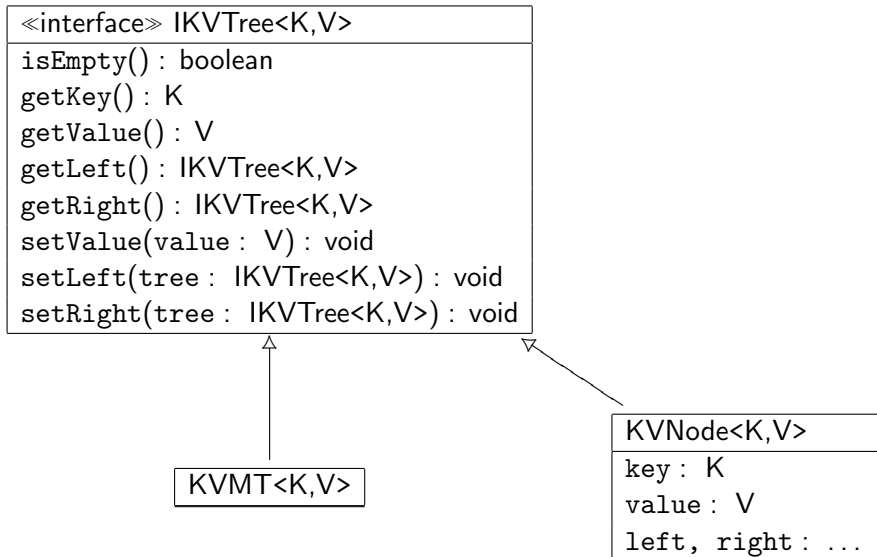 ≪interface≫ IKVTree<K,V>
isEmpty() : boolean
getKey() : K
getValue() : V
getLeft() : IKVTree<K,V>
getRight() : IKVTree<K,V>
setValue(value : V) : void
setLeft(tree : IKVTree<K,V>) : void
setRight(tree : IKVTree<K,V>) : void
KVMT<K,V>
KVNode<K,V>
key : K
value : V
left, right : ...